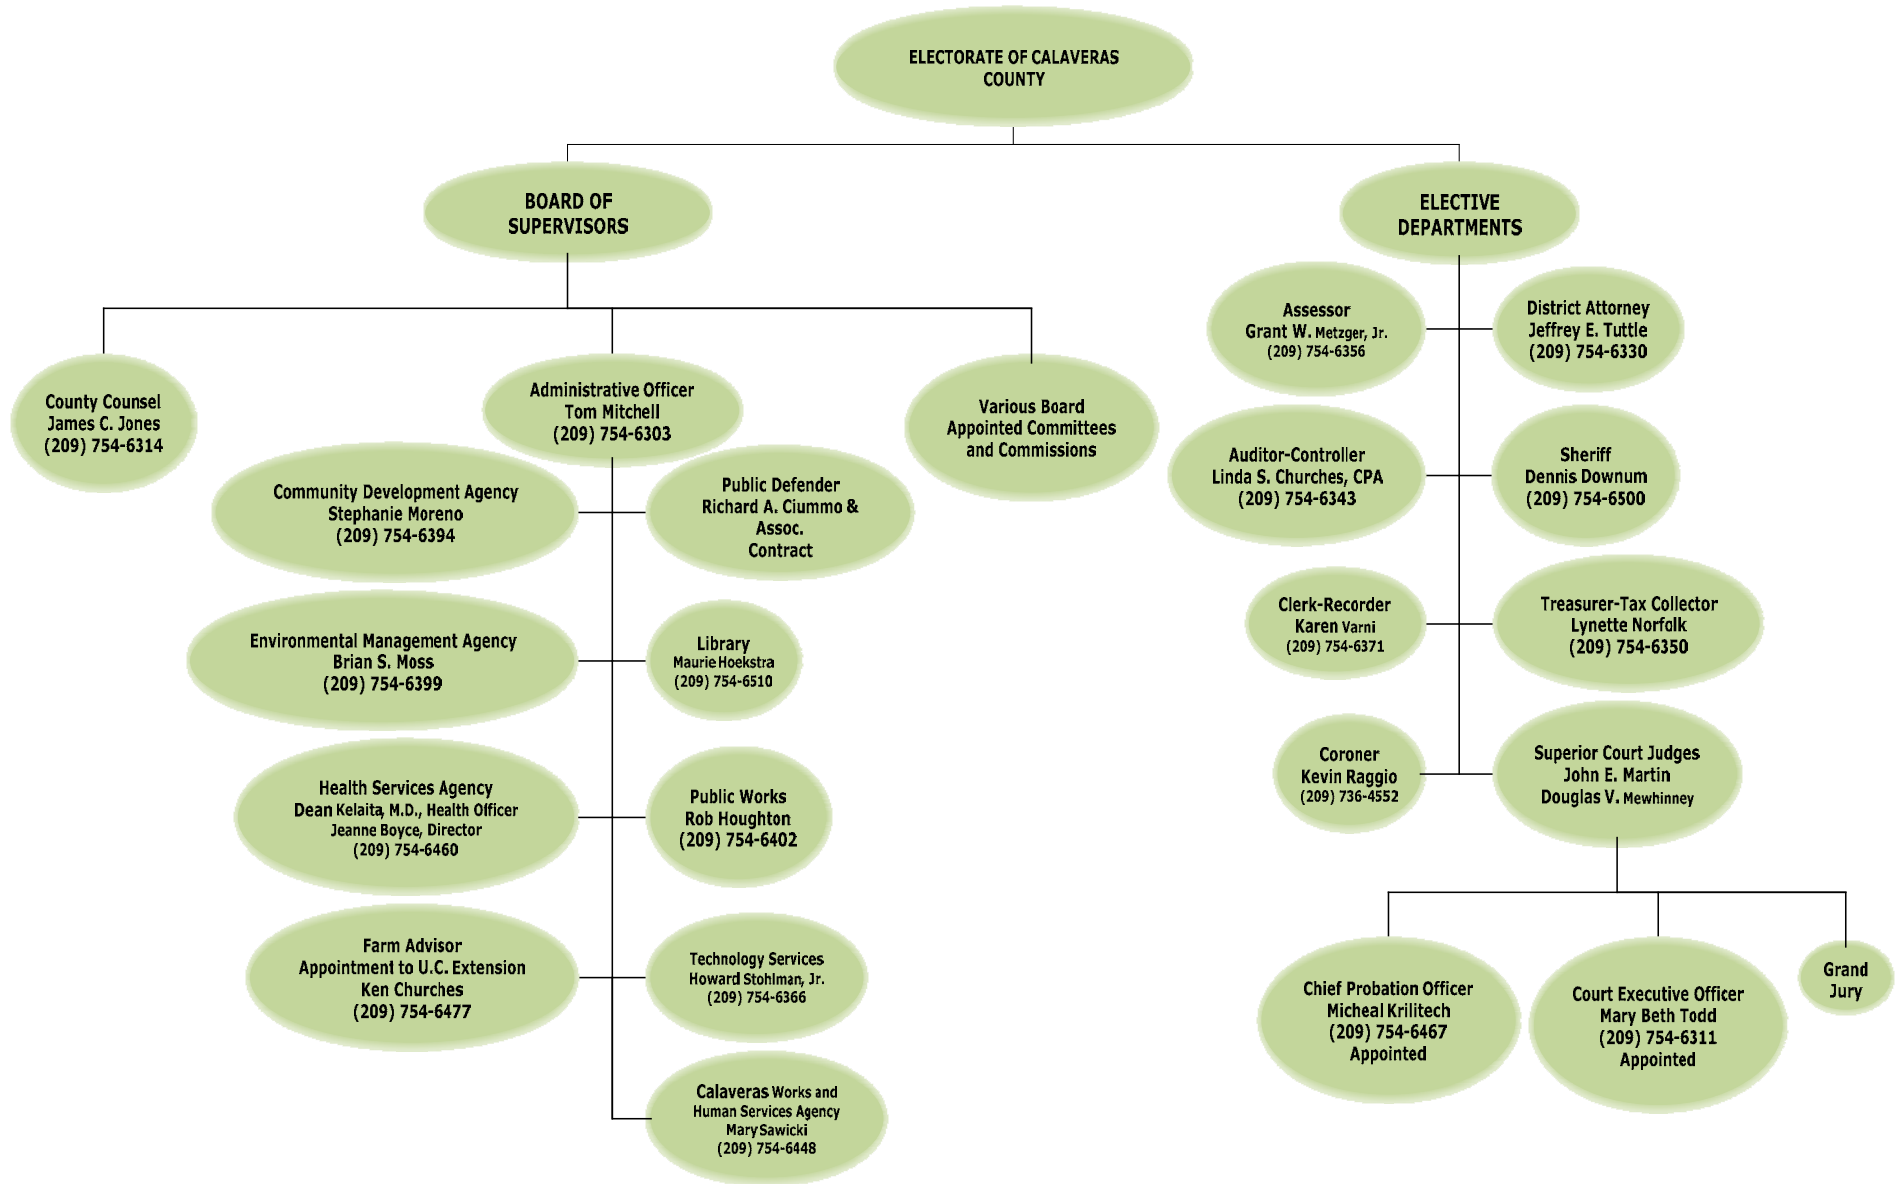 ELECTORATE OF CALAVERAS
COUNTY
BOARD OF
SUPERVISORS
ELECTIVE
DEPARTMENTS
County Counsel
James C. Jones
(209) 754-6314
Administrative Officer
Tom Mitchell
(209) 754-6303
Various Board
Appointed Committees
and Commissions
Community Development Agency
Stephanie Moreno
(209) 754-6394
Public Defender
Richard A. Ciummo &
Assoc.
Contract
Environmental Management Agency
Brian S. Moss
(209) 754-6399
Library
Maurie Hoekstra
(209) 754-6510
Health Services Agency
Dean Kelaita, M.D., Health Officer
Jeanne Boyce, Director
(209) 754-6460
Public Works
Rob Houghton
(209) 754-6402
Farm Advisor
Appointment to U.C. Extension
Ken Churches
(209) 754-6477
Technology Services
Howard Stohlman, Jr.
(209) 754-6366
Calaveras Works and
Human Services Agency
Mary Sawicki
(209) 754-6448
Assessor
Grant W. Metzger, Jr.
(209) 754-6356
District Attorney
Jeffrey E. Tuttle
(209) 754-6330
Auditor-Controller
Linda S. Churches, CPA
(209) 754-6343
Sheriff
Dennis Downum
(209) 754-6500
Clerk-Recorder
Karen Varni
(209) 754-6371
Treasurer-Tax Collector
Lynette Norfolk
(209) 754-6350
Coroner
Kevin Raggio
(209) 736-4552
Superior Court Judges
John E. Martin
Douglas V. Mewhinney
Chief Probation Officer
Micheal Krilitech
(209) 754-6467
Appointed
Court Executive Officer
Mary Beth Todd
(209) 754-6311
Appointed
Grand
Jury